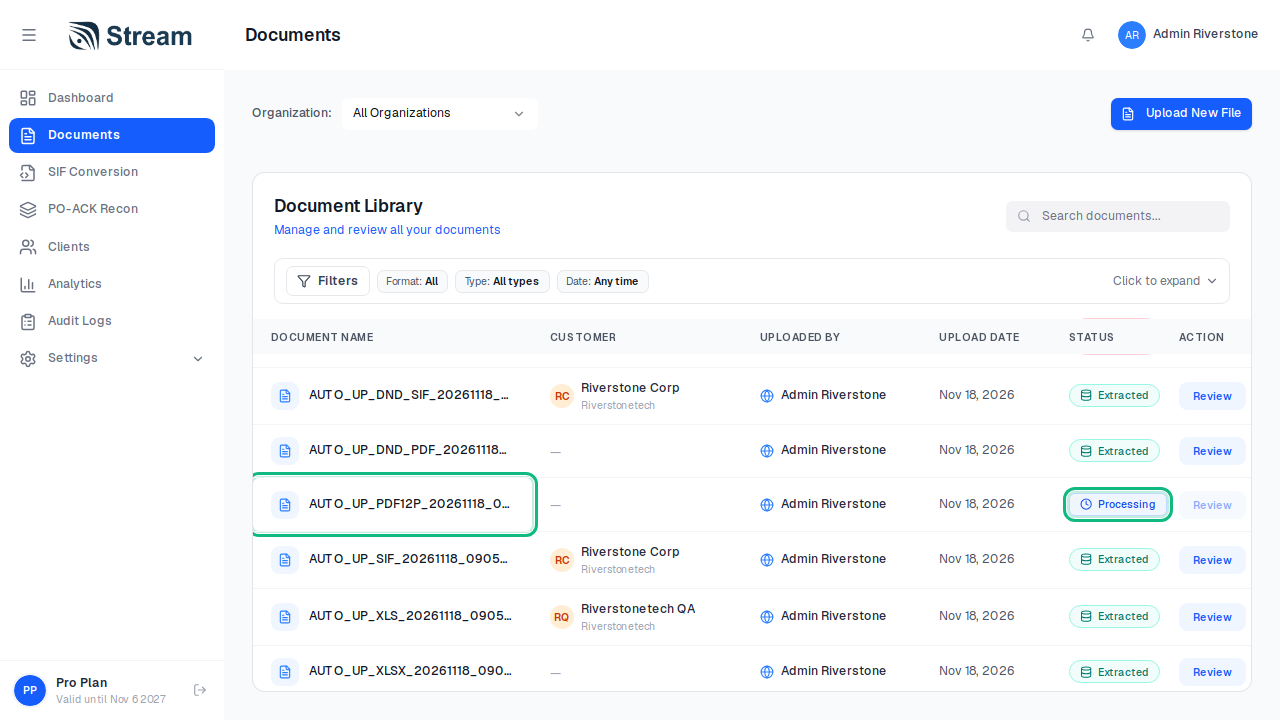 Stream
Documents
AR
Admin Riverstone
Dashboard
Documents
SIF Conversion
PO-ACK Recon
Clients
Analytics
Audit Logs
Settings
PP
Pro Plan
Valid until Nov 6 2027
Organization:
All Organizations
Upload New File
Document Library
Manage and review all your documents
Search documents...
Filters
Format: All
Type: All types
Date: Any time
Click to expand
DOCUMENT NAME CUSTOMER UPLOADED BY UPLOAD DATE STATUS ACTION
AUTO_UP_DND_SIF_20261118_... RC Riverstone Corp Admin Riverstone Nov 18, 2026 Extracted Review
Riverstonetech
AUTO_UP_DND_PDF_20261118... — Admin Riverstone Nov 18, 2026 Extracted Review
AUTO_UP_PDF12P_20261118_0... — Admin Riverstone Nov 18, 2026 Processing Review
AUTO_UP_SIF_20261118_0905... RC Riverstone Corp Admin Riverstone Nov 18, 2026 Extracted Review
Riverstonetech
AUTO_UP_XLS_20261118_0905... RQ Riverstonetech QA Admin Riverstone Nov 18, 2026 Extracted Review
Riverstonetech
AUTO_UP_XLSX_20261118_090... — Admin Riverstone Nov 18, 2026 Extracted Review